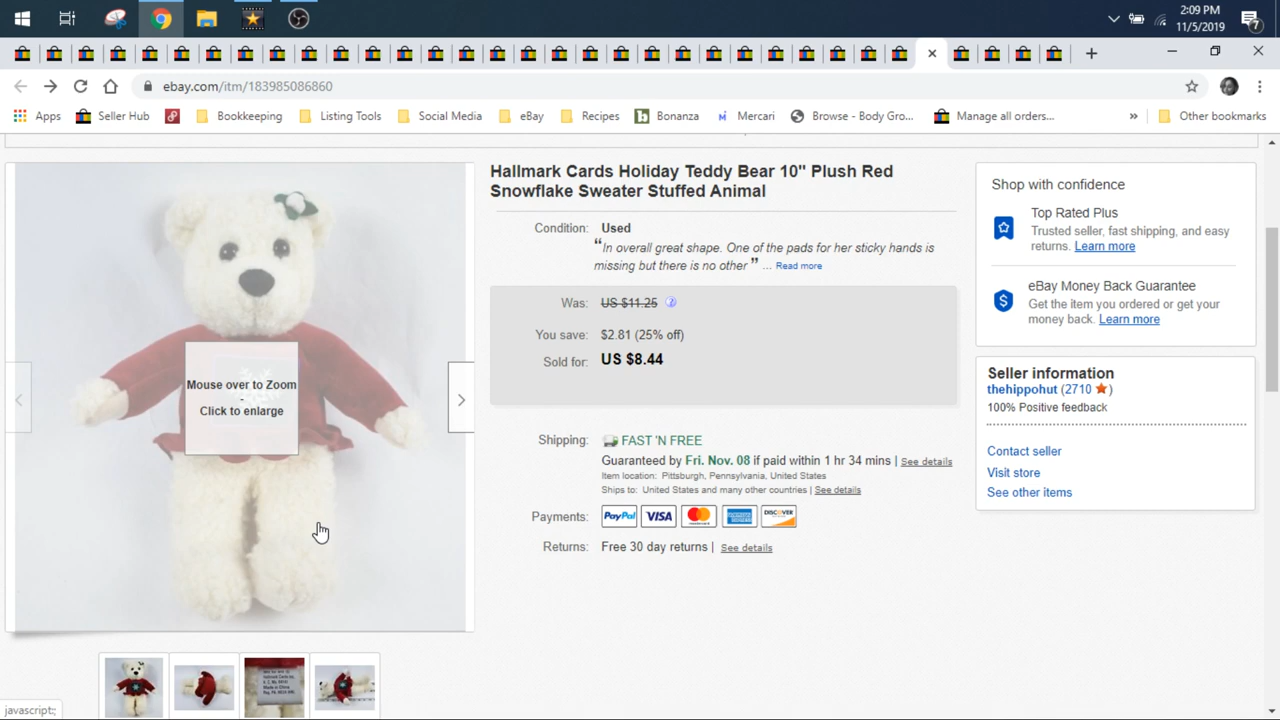 2:09 PM
11/5/2019
7
ebay.com/itm/183985086860
Apps
Seller Hub
Bookkeeping
Listing Tools
Social Media
eBay
Recipes
Bonanza
Mercari
Browse - Body Gro...
Manage all orders...
»
Other bookmarks
Hallmark Cards Holiday Teddy Bear 10" Plush Red
Snowflake Sweater Stuffed Animal
Condition: Used
"In overall great shape. One of the pads for her sticky hands is
missing but there is no other " ... Read more
Was: US $11.25
You save: $2.81 (25% off)
Sold for: US $8.44
Shipping: FAST 'N FREE
Guaranteed by Fri. Nov. 08 if paid within 1 hr 34 mins | See details
Item location: Pittsburgh, Pennsylvania, United States
Ships to: United States and many other countries | See details
Payments: PayPal VISA MasterCard AMERICAN EXPRESS DISCOVER
Returns: Free 30 day returns | See details
Mouse over to Zoom
-
Click to enlarge
Shop with confidence
Top Rated Plus
Trusted seller, fast shipping, and easy
returns. Learn more
eBay Money Back Guarantee
Get the item you ordered or get your
money back. Learn more
Seller information
thehippohut (2710 )
100% Positive feedback
Contact seller
Visit store
See other items
javascript:;